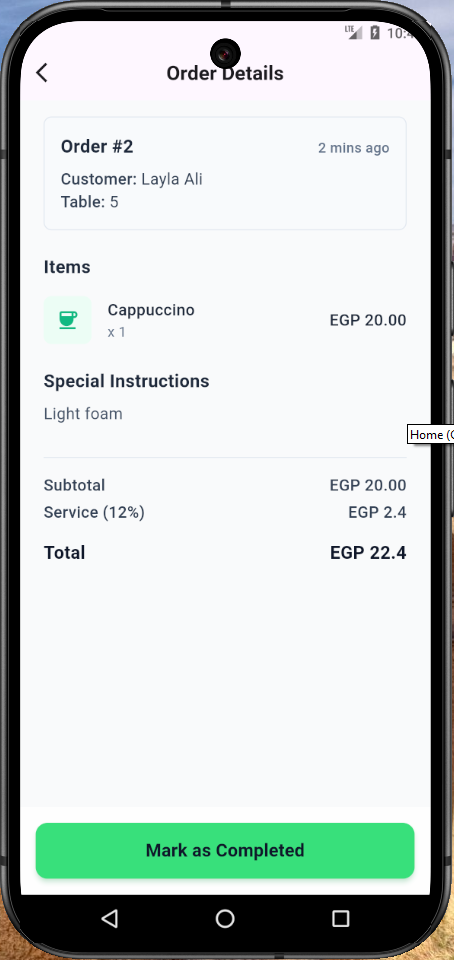 LTE 10:4
Order Details
Order #2 2 mins ago
Customer: Layla Ali
Table: 5
Items
Cappuccino
x 1
EGP 20.00
Special Instructions
Light foam
Home (
Subtotal EGP 20.00
Service (12%) EGP 2.4
Total EGP 22.4
Mark as Completed